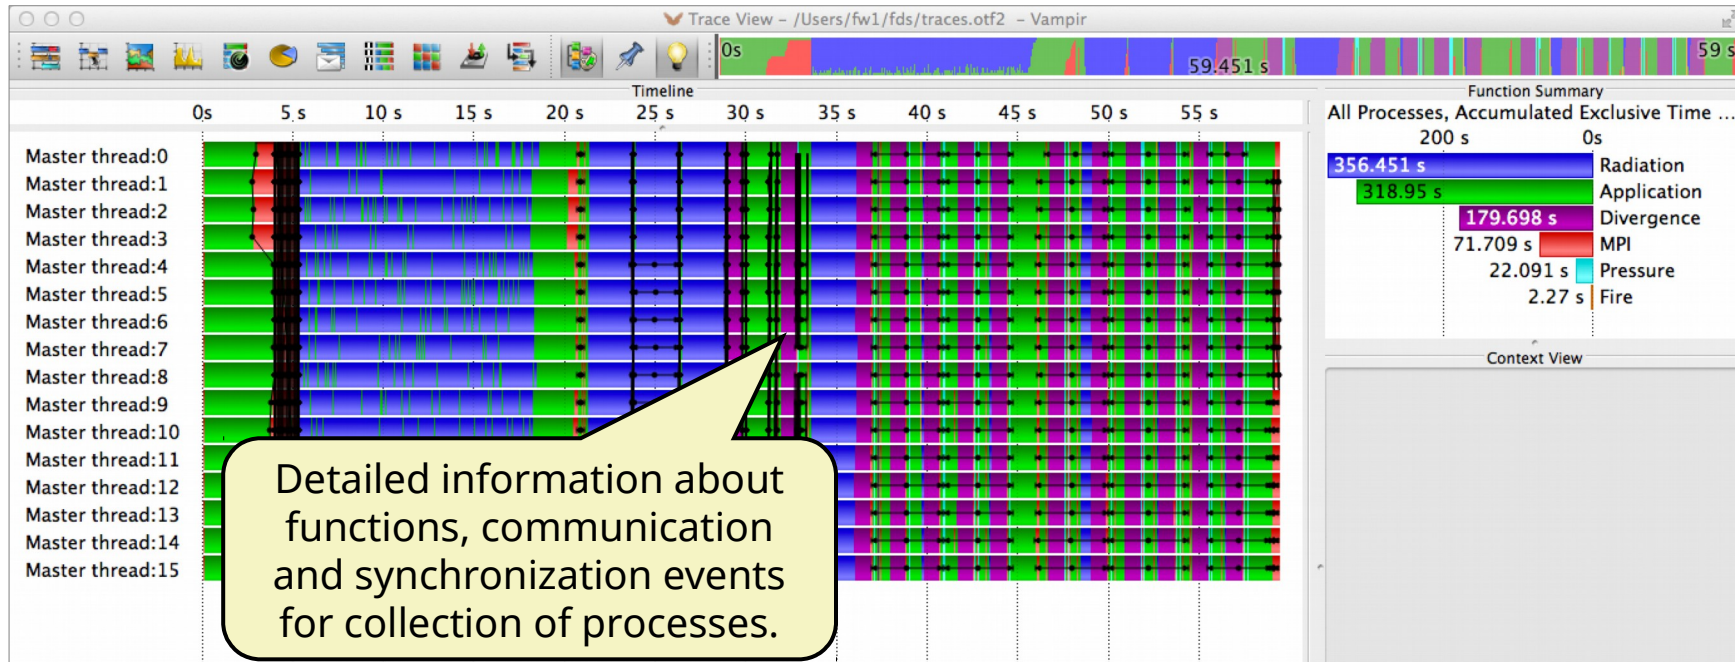 Trace View – /Users/fw1/fds/traces.otf2 – Vampir
0s
59.451 s
59 s
Timeline
0s 5 s 10 s 15 s 20 s 25 s 30 s 35 s 40 s 45 s 50 s 55 s
Master thread:0
Master thread:1
Master thread:2
Master thread:3
Master thread:4
Master thread:5
Master thread:6
Master thread:7
Master thread:8
Master thread:9
Master thread:10
Master thread:11
Master thread:12
Master thread:13
Master thread:14
Master thread:15
Detailed information about
functions, communication
and synchronization events
for collection of processes.
Function Summary
All Processes, Accumulated Exclusive Time ...
200 s 0s
356.451 s Radiation
318.95 s Application
179.698 s Divergence
71.709 s MPI
22.091 s Pressure
2.27 s Fire
Context View